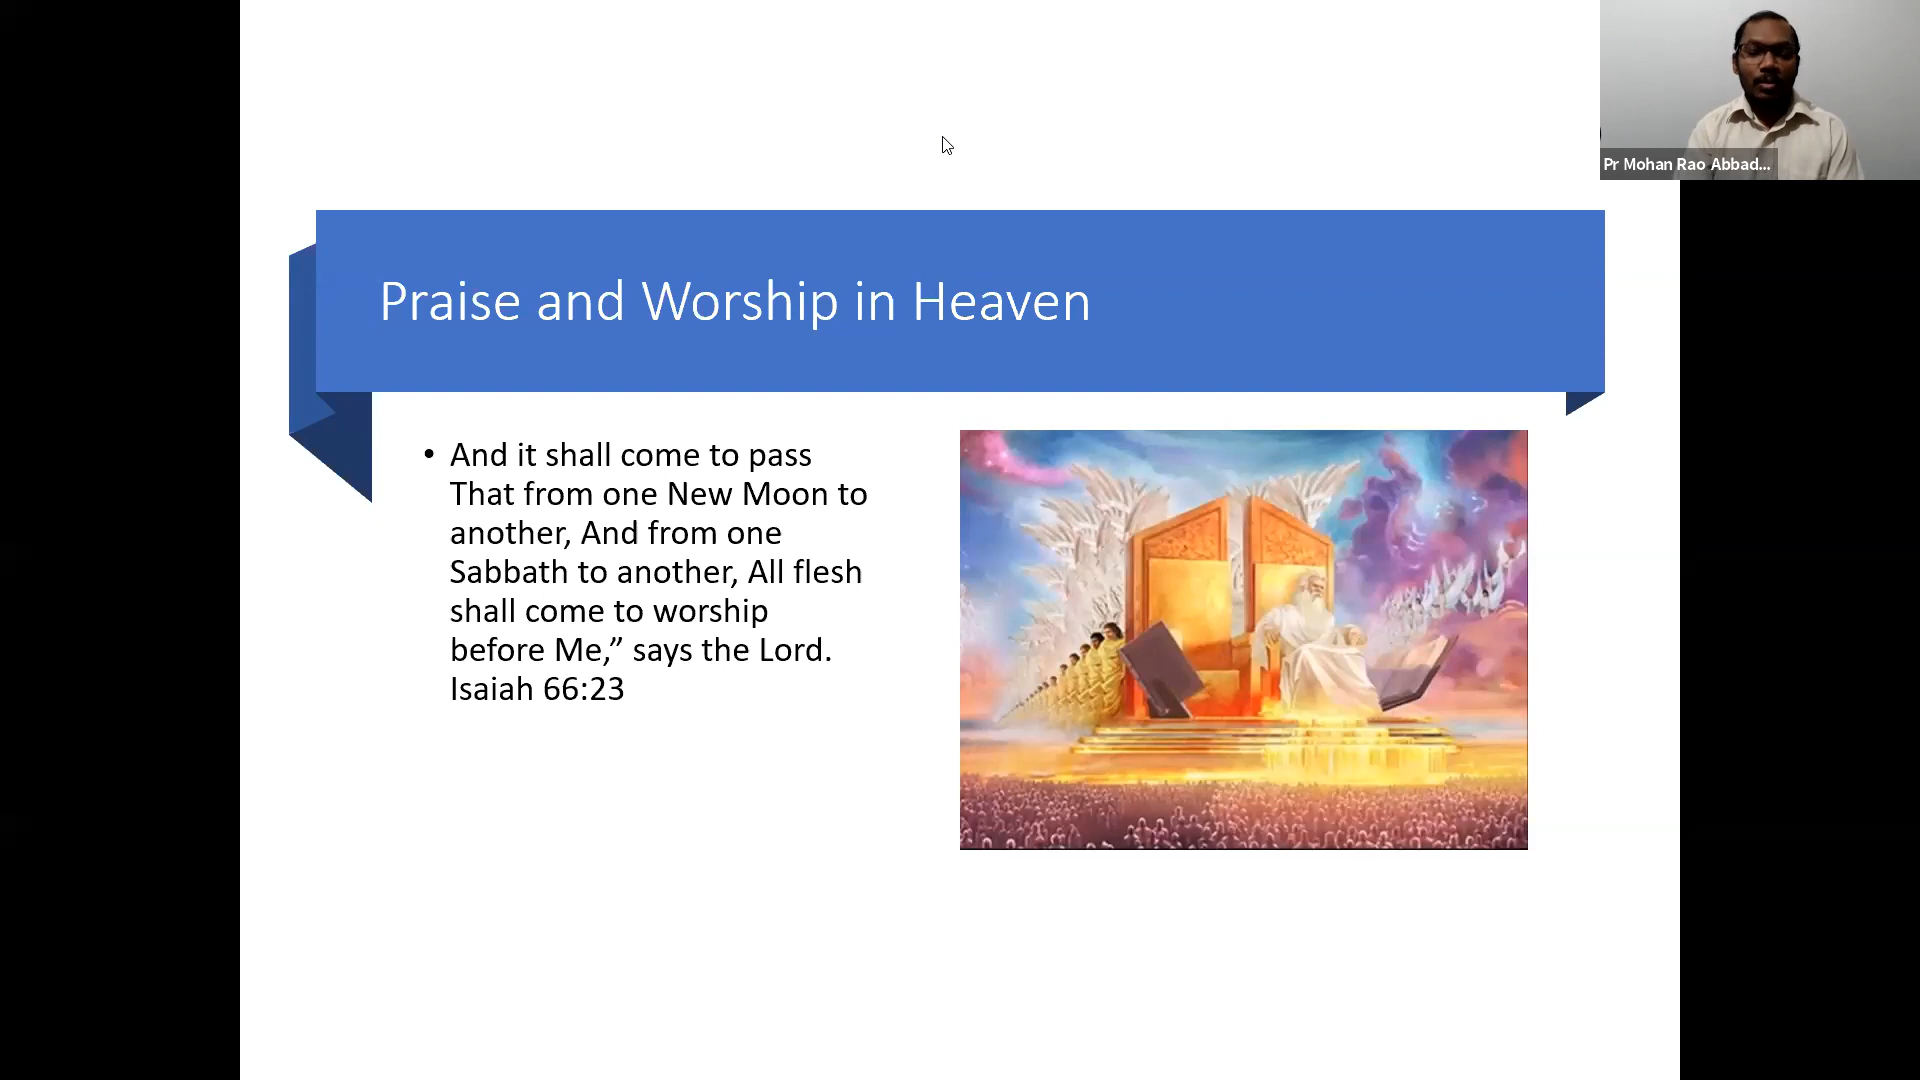 Pr Mohan Rao Abbad...
Praise and Worship in Heaven
• And it shall come to pass
That from one New Moon to
another, And from one
Sabbath to another, All flesh
shall come to worship
before Me,” says the Lord.
Isaiah 66:23